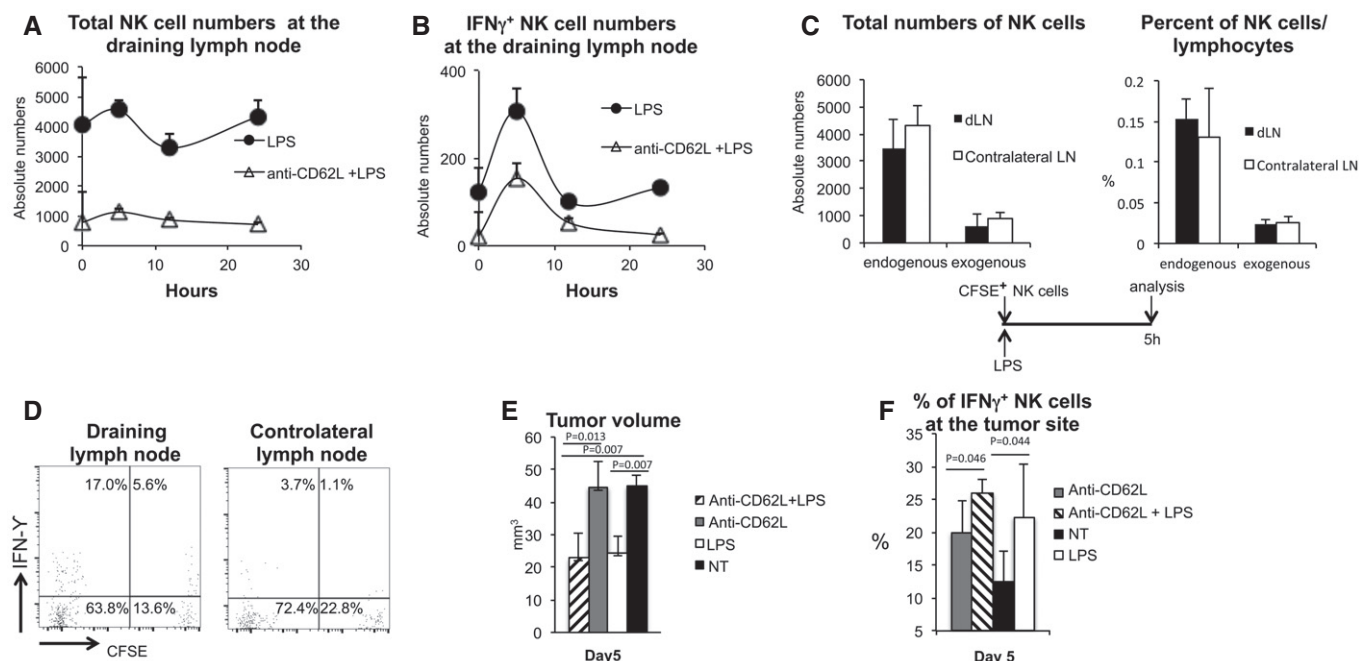 A
Total NK cell numbers at the
draining lymph node
Absolute numbers
6000
5000
4000
3000
2000
1000
0
LPS
anti-CD62L +LPS
0
10
20
30
Hours
B
IFNγ+ NK cell numbers
at the draining lymph node
Absolute numbers
400
200
0
LPS
anti-CD62L +LPS
0
10
20
30
Hours
C
Total numbers of NK cells
Absolute numbers
6000
5000
4000
3000
2000
1000
0
dLN
Contralateral LN
endogenous exogenous
Percent of NK cells/
lymphocytes
%
0.2
0.15
0.1
0.05
0
dLN
Contralateral LN
endogenous exogenous
CFSE+ NK cells
analysis
5h
LPS
D
Draining
lymph node
17.0% 5.6%
63.8% 13.6%
Controlateral
lymph node
3.7% 1.1%
72.4% 22.8%
IFN-ϒ
CFSE
E
Tumor volume
P=0.013
P=0.007
P=0.007
mm3
60
50
40
30
20
10
0
Anti-CD62L+LPS
Anti-CD62L
LPS
NT
Day5
F
% of IFNγ+ NK cells
at the tumor site
P=0.044
P=0.046
%
35
30
25
20
15
10
5
Anti-CD62L
Anti-CD62L + LPS
NT
LPS
Day 5